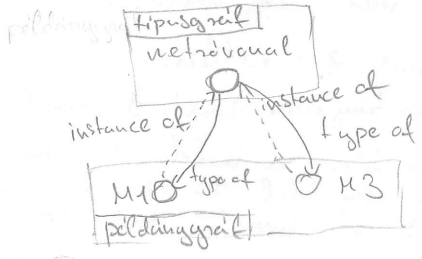 típusgráf
metróvonal
instance of
instance of
type of
M1
type of
M3
példánygráf